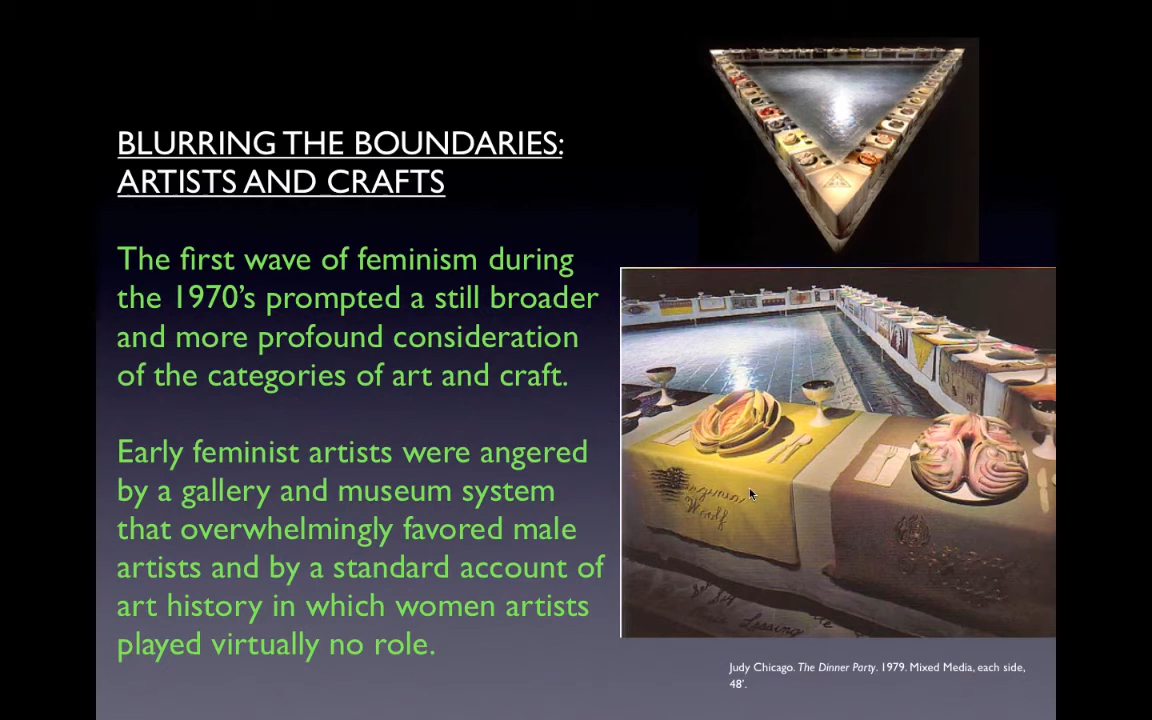 BLURRING THE BOUNDARIES:
ARTISTS AND CRAFTS
The first wave of feminism during
the 1970's prompted a still broader
and more profound consideration
of the categories of art and craft.
Early feminist artists were angered
by a gallery and museum system
that overwhelmingly favored male
artists and by a standard account of
art history in which women artists
played virtually no role.
Woolf
Lessing
Judy Chicago. The Dinner Party. 1979. Mixed Media, each side,
48'.